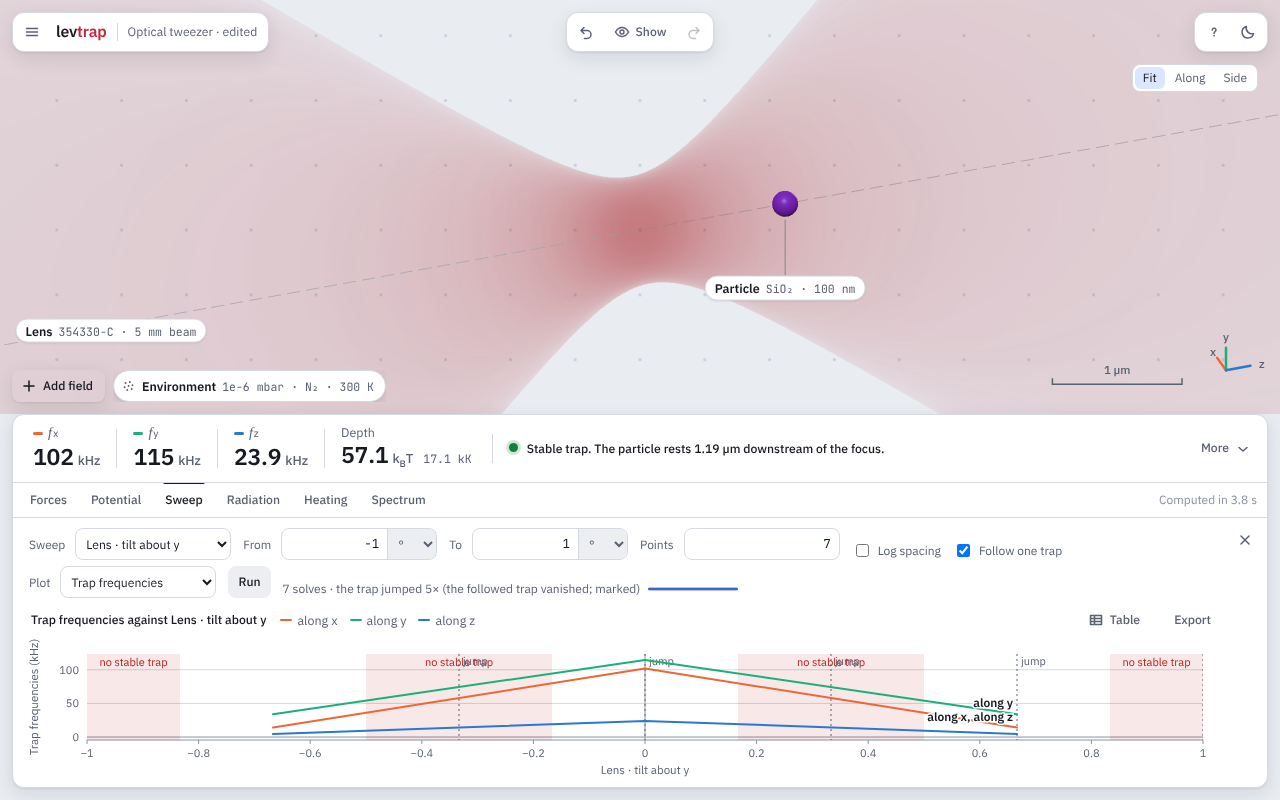 levtrap Optical tweezer · edited
Show
?
Fit Along Side
Particle SiO₂ · 100 nm
Lens 354330-C · 5 mm beam
Add field
Environment 1e-6 mbar · N₂ · 300 K
1 µm
y
x
z
fx
102 kHz
fy
115 kHz
fz
23.9 kHz
Depth
57.1 kBT 17.1 kK
Stable trap. The particle rests 1.19 µm downstream of the focus.
More
Forces Potential Sweep Radiation Heating Spectrum
Computed in 3.8 s
Sweep Lens · tilt about y From -1 ° To 1 ° Points 7 Log spacing Follow one trap
Plot Trap frequencies Run 7 solves · the trap jumped 5× (the followed trap vanished; marked)
Trap frequencies against Lens · tilt about y along x along y along z Table Export
no stable trap no stable trap jump jump no stable trap jump jump no stable trap
Trap frequencies (kHz)
100
50
0
along y
along x, along z
−1 −0.8 −0.6 −0.4 −0.2 0 0.2 0.4 0.6 0.8 1
Lens · tilt about y